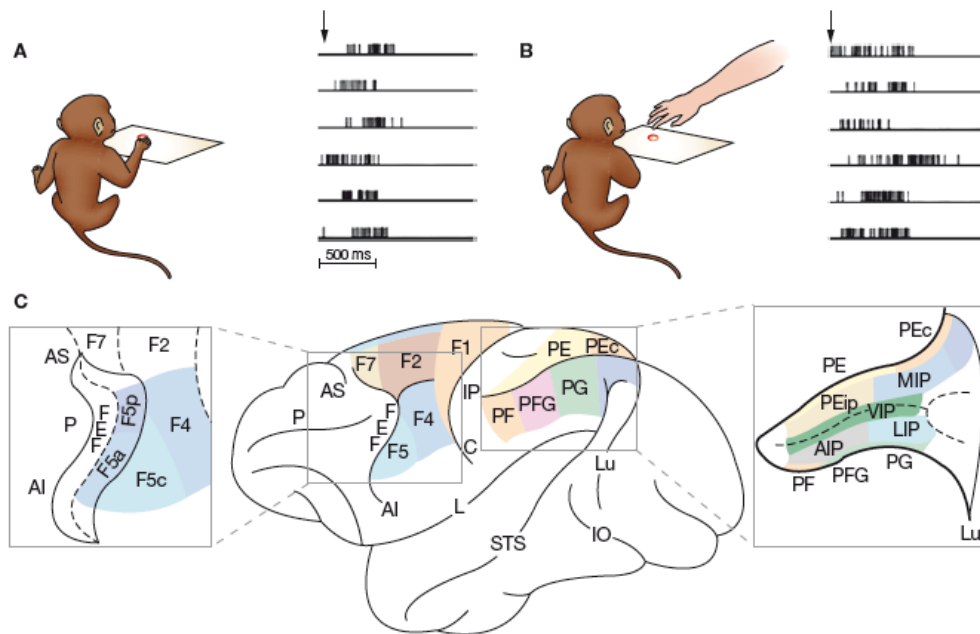 A
B
500 ms
C
F7
F2
AS
P
F
E
F
F5p
F5a
F4
F5c
AI
F7
F2
F1
AS
P
F
E
F
F4
F5
AI
L
C
IP
PE
PEc
PF
PFG
PG
Lu
STS
IO
PE
PEc
MIP
PEip
VIP
LIP
AIP
PF
PFG
PG
Lu